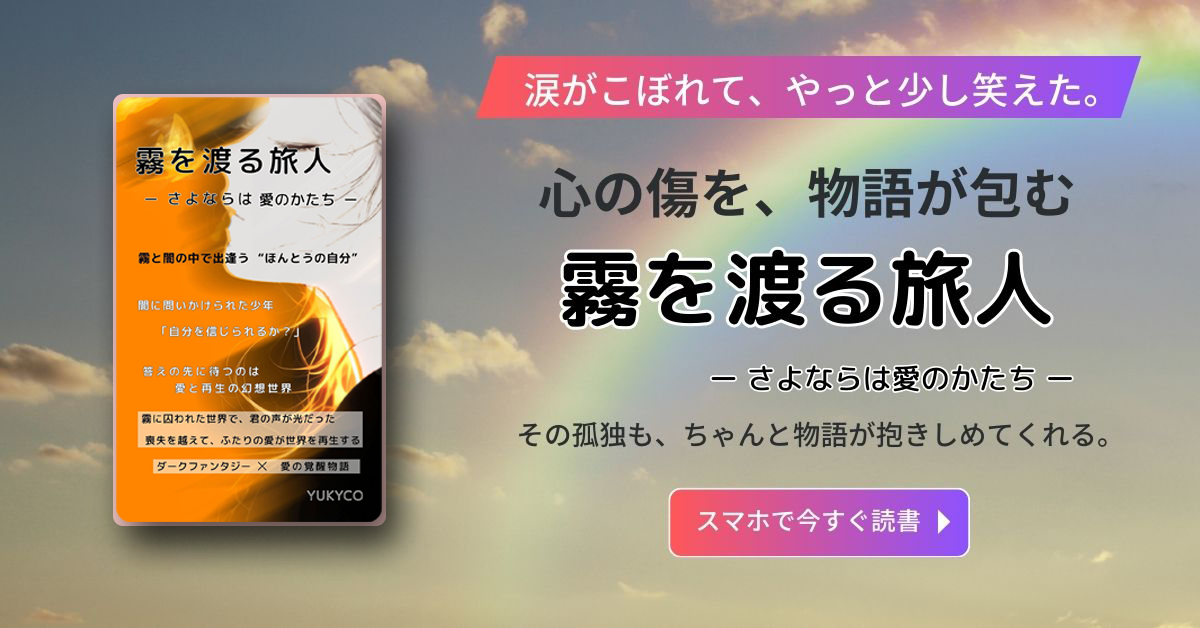 霧を渡る旅人
ー さよならは 愛のかたち ー
霧と闇の中で出逢う “ほんとうの自分”
闇に問いかけられた少年
「自分を信じられるか？」
答えの先に待つのは
愛と再生の幻想世界
霧に囚われた世界で、君の声が光だった
喪失を越えて、ふたりの愛が世界を再生する
ダークファンタジー × 愛の覚醒物語
YUKYCO
涙がこぼれて、やっと少し笑えた。
心の傷を、物語が包む
霧を渡る旅人
ー さよならは愛のかたち ー
その孤独も、ちゃんと物語が抱きしめてくれる。
スマホで今すぐ読書